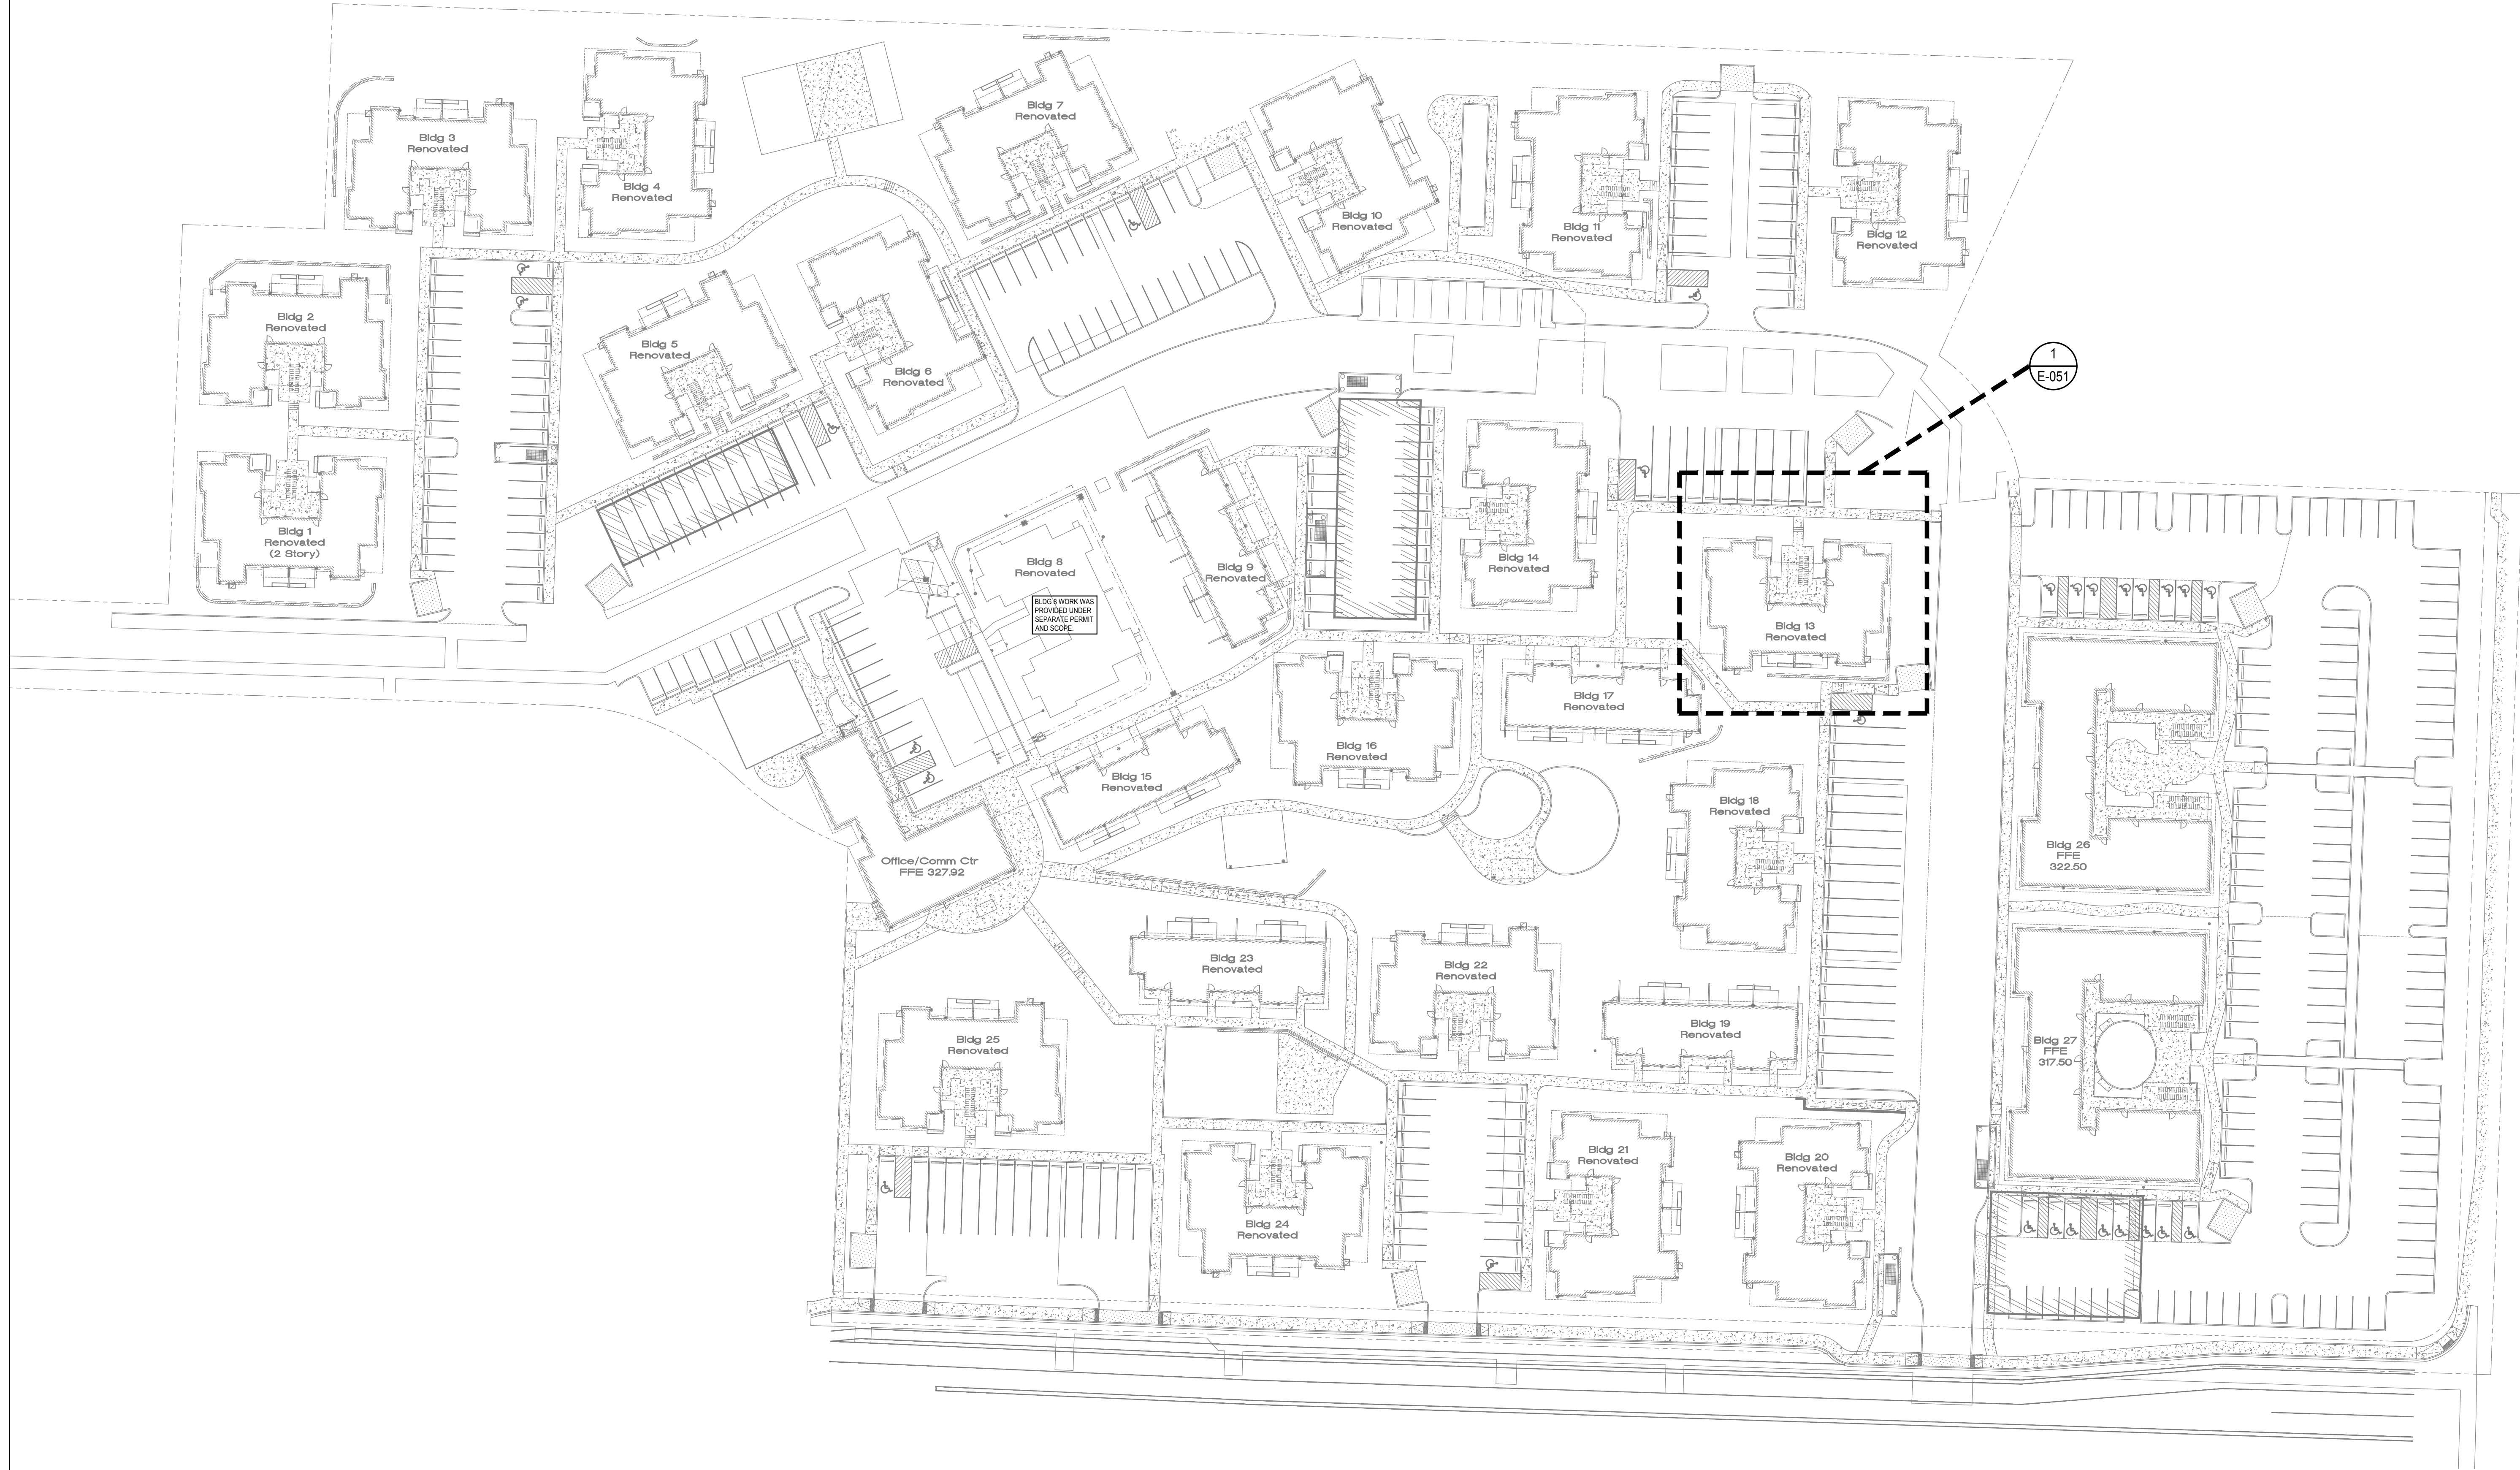 Bldg 7
Renovated
Bldg 3
Renovated
Bldg 4
Renovated
Bldg 10
Renovated
Bldg 11
Renovated
Bldg 12
Renovated
Bldg 2
Renovated
Bldg 5
Renovated
Bldg 6
Renovated
1
E-051
Bldg 1
Renovated
(2 Story)
Bldg 8
Renovated
BLDG 8 WORK WAS
PROVIDED UNDER
SEPARATE PERMIT
AND SCOPE.
Bldg 9
Renovated
Bldg 14
Renovated
Bldg 13
Renovated
Bldg 17
Renovated
Bldg 16
Renovated
Bldg 15
Renovated
Bldg 18
Renovated
Office/Comm Ctr
FFE 327.92
Bldg 26
FFE
322.50
Bldg 23
Renovated
Bldg 22
Renovated
Bldg 19
Renovated
Bldg 25
Renovated
Bldg 27
FFE
317.50
Bldg 21
Renovated
Bldg 20
Renovated
Bldg 24
Renovated